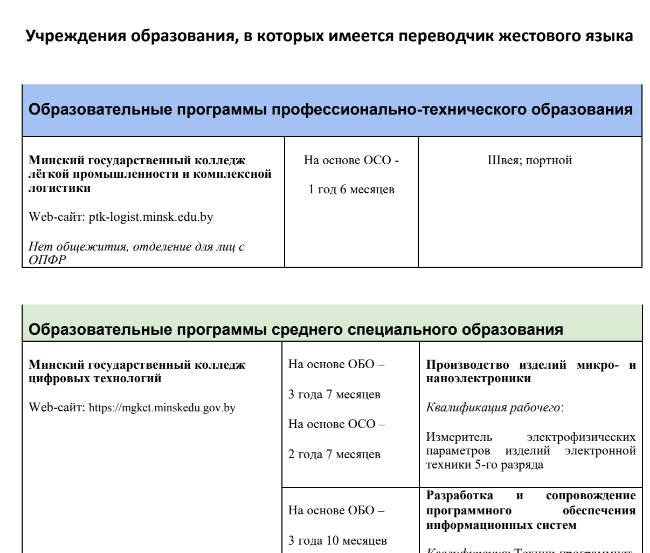 Учреждения образования, в которых имеется переводчик жестового языка
Образовательные программы профессионально-технического образования
Минский государственный колледж
лёгкой промышленности и комплексной
логистики
Web-сайт: ptk-logist.minsk.edu.by
Нет общежития, отделение для лиц с
ОПФР
На основе ОСО -
1 год 6 месяцев
Швея; портной
Образовательные программы среднего специального образования
Минский государственный колледж
цифровых технологий
Web-сайт: https://mgkct.minskedu.gov.by
На основе ОБО –
3 года 7 месяцев
На основе ОСО –
2 года 7 месяцев
Производство изделий микро- и
наноэлектроники
Квалификация рабочего:
Измеритель электрофизических
параметров изделий электронной
техники 5-го разряда
На основе ОБО –
3 года 10 месяцев
Разработка и сопровождение
программного обеспечения
информационных систем